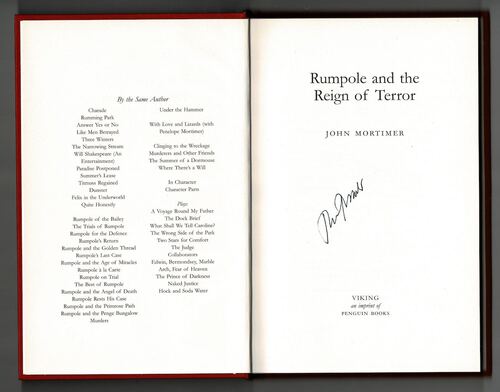 By the Same Author
Charade
Rumming Park
Answer Yes or No
Like Men Betrayed
Three Winters
The Narrowing Stream
Will Shakespeare (An
Entertainment)
Paradise Postponed
Summer's Lease
Titmuss Regained
Dunster
Felix in the Underworld
Quite Honestly
Rumpole of the Bailey
The Trials of Rumpole
Rumpole for the Defence
Rumpole's Return
Rumpole and the Golden Thread
Rumpole's Last Case
Rumpole and the Age of Miracles
Rumpole à la Carte
Rumpole on Trial
The Best of Rumpole
Rumpole and the Angel of Death
Rumpole Rests His Case
Rumpole and the Primrose Path
Rumpole and the Penge Bungalow
Murders
Under the Hammer
With Love and Lizards (with
Penelope Mortimer)
Clinging to the Wreckage
Murderers and Other Friends
The Summer of a Dormouse
Where There's a Will
In Character
Character Parts
Plays
A Voyage Round My Father
The Dock Brief
What Shall We Tell Caroline?
The Wrong Side of the Park
Two Stars for Comfort
The Judge
Collaborators
Edwin, Bermondsey, Marble
Arch, Fear of Heaven
The Prince of Darkness
Naked Justice
Hock and Soda Water
Rumpole and the
Reign of Terror
JOHN MORTIMER
VIKING
an imprint of
PENGUIN BOOKS